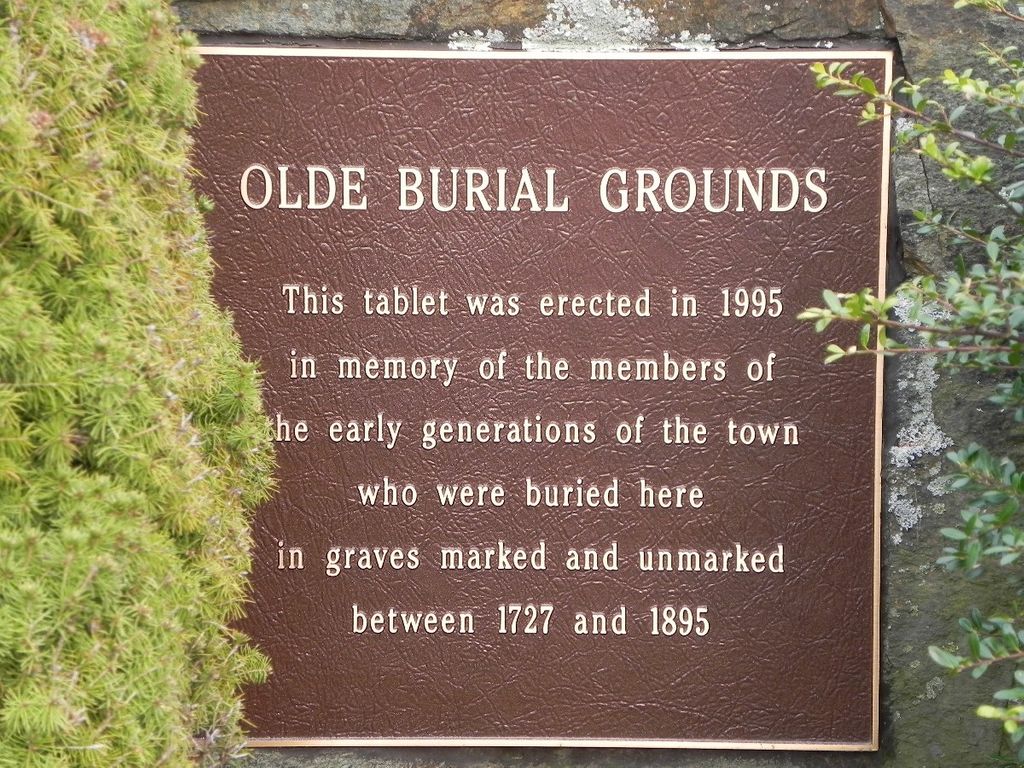 OLDE BURIAL GROUNDS
This tablet was erected in 1995
in memory of the members of
the early generations of the town
who were buried here
in graves marked and unmarked
between 1727 and 1895